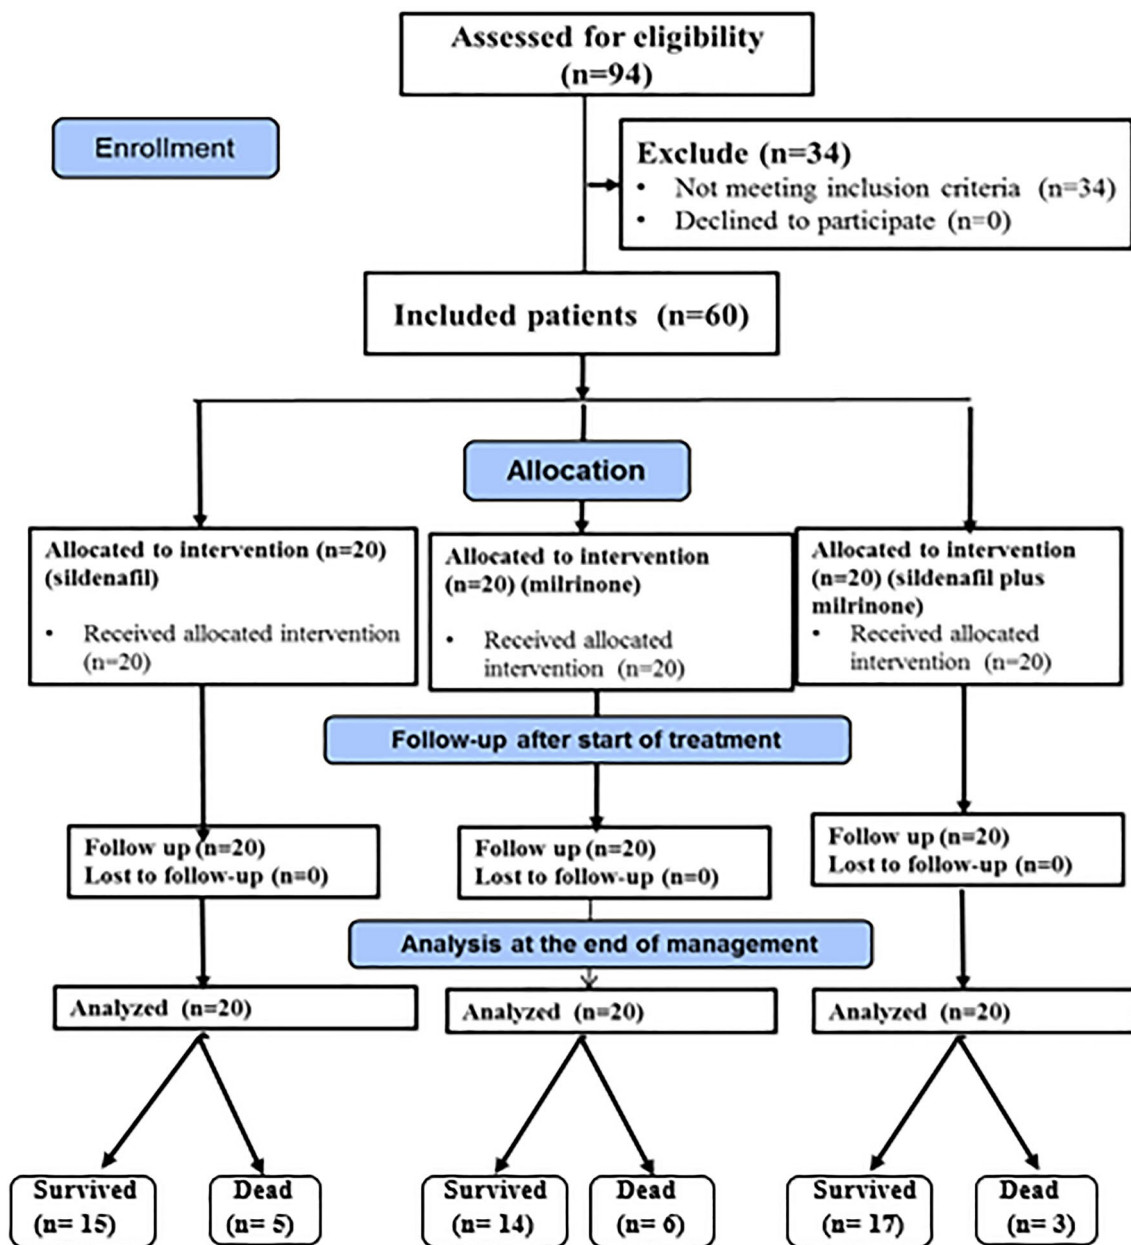 Assessed for eligibility
(n=94)
Enrollment
Exclude (n=34)
• Not meeting inclusion criteria (n=34)
• Declined to participate (n=0)
Included patients (n=60)
Allocation
Allocated to intervention (n=20)
(sildenafil)
• Received allocated intervention
(n=20)
Allocated to intervention
(n=20) (milrinone)
• Received allocated
intervention (n=20)
Allocated to intervention
(n=20) (sildenafil plus
milrinone)
• Received allocated
intervention (n=20)
Follow-up after start of treatment
Follow up (n=20)
Lost to follow-up (n=0)
Follow up (n=20)
Lost to follow-up (n=0)
Follow up (n=20)
Lost to follow-up (n=0)
Analysis at the end of management
Analyzed (n=20)
Analyzed (n=20)
Analyzed (n=20)
Survived
(n= 15)
Dead
(n= 5)
Survived
(n= 14)
Dead
(n= 6)
Survived
(n= 17)
Dead
(n= 3)